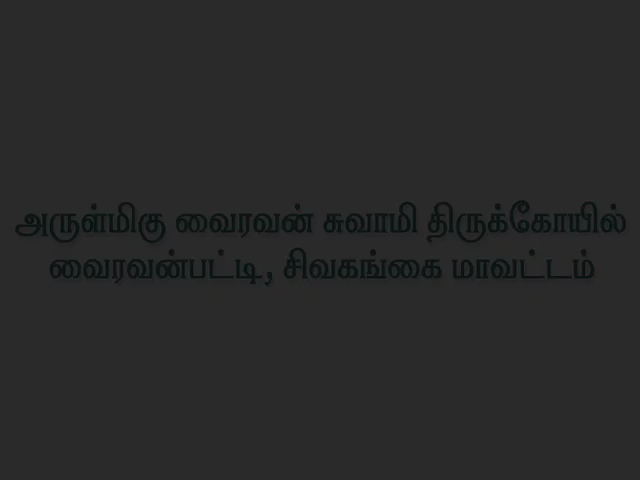 அருள்மிகு வைரவன் சுவாமி திருக்கோயில்
வைரவன்பட்டி, சிவகங்கை மாவட்டம்